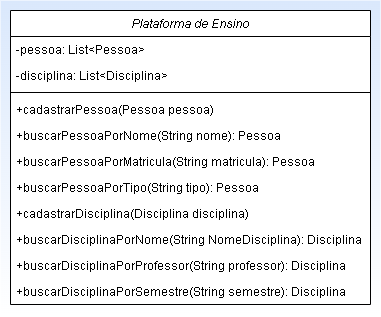 Plataforma de Ensino
-pessoa: List<Pessoa>
-disciplina: List<Disciplina>
+cadastrarPessoa(Pessoa pessoa)
+buscarPessoaPorNome(String nome): Pessoa
+buscarPessoaPorMatricula(String matricula): Pessoa
+buscarPessoaPorTipo(String tipo): Pessoa
+cadastrarDisciplina(Disciplina disciplina)
+buscarDisciplinaPorNome(String NomeDisciplina): Disciplina
+buscarDisciplinaPorProfessor(String professor): Disciplina
+buscarDisciplinaPorSemestre(String semestre): Disciplina